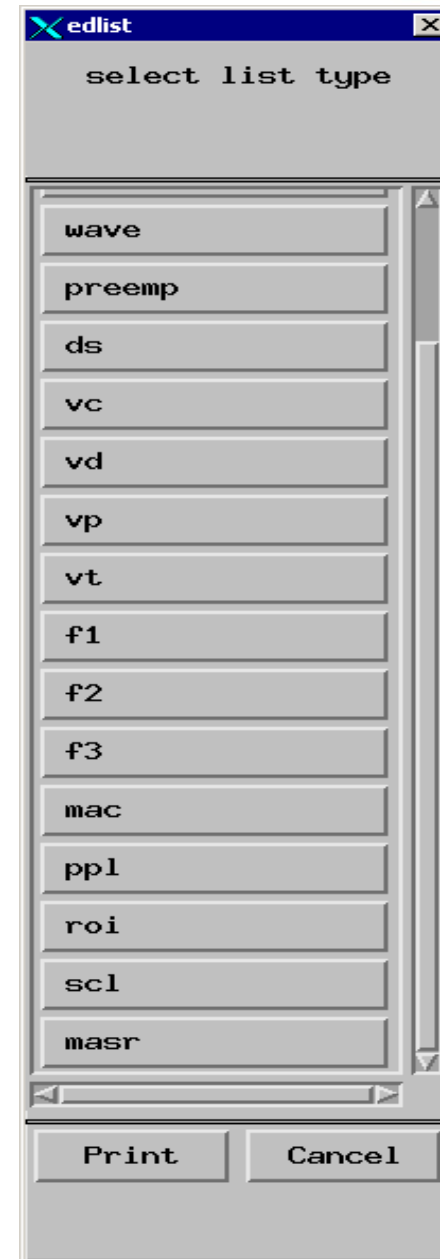 edlist
select list type
wave
preemp
ds
vc
vd
vp
vt
f1
f2
f3
mac
ppl
roi
scl
masr
Print Cancel